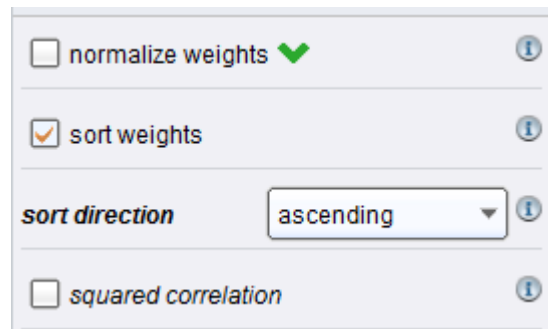 normalize weights
sort weights
sort direction ascending
squared correlation